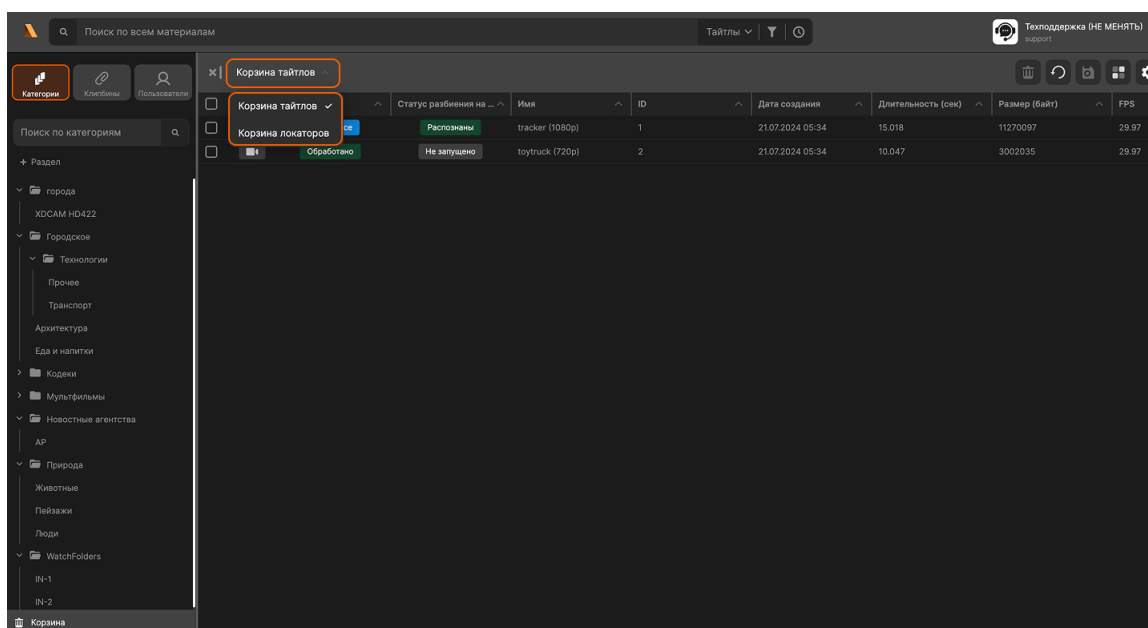 Поиск по всем материалам
Тайтлы
Техподдержка (НЕ МЕНЯТЬ)
support
Категории
Клипбины
Пользователи
Корзина тайтлов
Корзина тайтлов
Корзина локаторов
Статус разбиения на ...
Имя
ID
Дата создания
Длительность (сек)
Размер (байт)
FPS
Распознаны
tracker (1080p)
1
21.07.2024 05:34
15.018
11270097
29.97
Обработано
Не запущено
toytruck (720p)
2
21.07.2024 05:34
10.047
3002035
29.97
Поиск по категориям
+ Раздел
города
XDCAM HD422
Городское
Технологии
Прочее
Транспорт
Архитектура
Еда и напитки
Кодеки
Мультфильмы
Новостные агентства
AP
Природа
Животные
Пейзажи
Люди
WatchFolders
IN-1
IN-2
Корзина